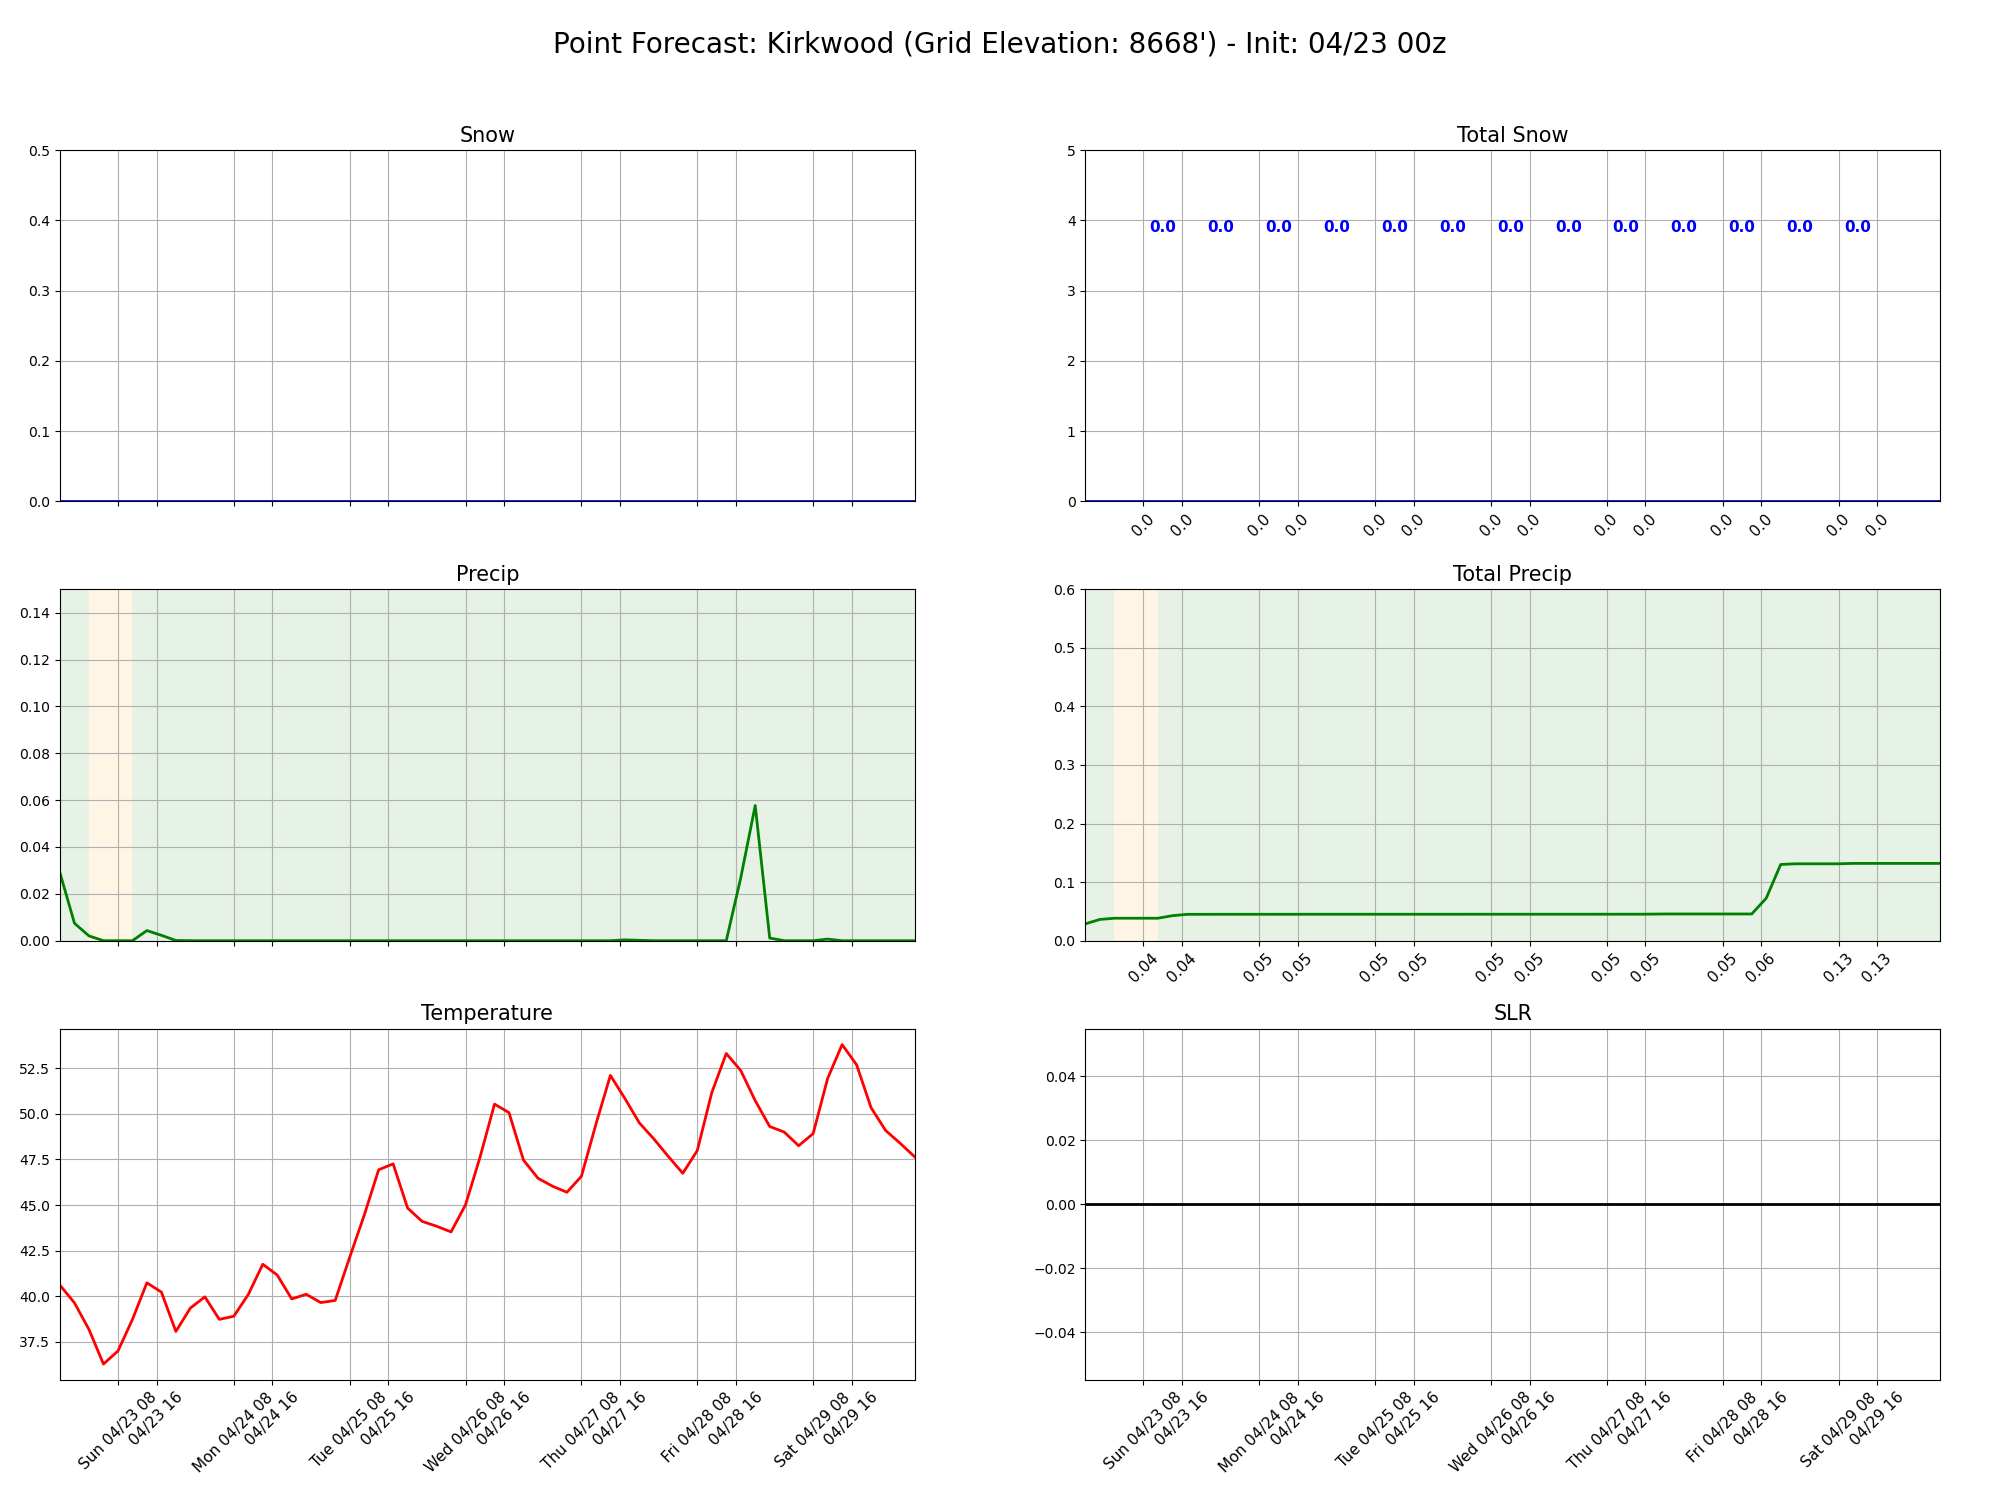 Point Forecast: Kirkwood (Grid Elevation: 8668') - Init: 04/23 00z
Snow
0.5
0.4
0.3
0.2
0.1
0.0
Total Snow
5
4
3
2
1
0
0.0 0.0 0.0 0.0 0.0 0.0 0.0 0.0 0.0 0.0 0.0 0.0 0.0
0.0 0.0 0.0 0.0 0.0 0.0 0.0 0.0 0.0 0.0 0.0 0.0 0.0 0.0
Precip
0.14
0.12
0.10
0.08
0.06
0.04
0.02
0.00
Total Precip
0.6
0.5
0.4
0.3
0.2
0.1
0.0
0.04 0.04 0.05 0.05 0.05 0.05 0.05 0.05 0.05 0.05 0.05 0.06 0.13 0.13
Temperature
52.5
50.0
47.5
45.0
42.5
40.0
37.5
Sun 04/23 08
04/23 16
Mon 04/24 08
04/24 16
Tue 04/25 08
04/25 16
Wed 04/26 08
04/26 16
Thu 04/27 08
04/27 16
Fri 04/28 08
04/28 16
Sat 04/29 08
04/29 16
SLR
0.04
0.02
0.00
−0.02
−0.04
Sun 04/23 08
04/23 16
Mon 04/24 08
04/24 16
Tue 04/25 08
04/25 16
Wed 04/26 08
04/26 16
Thu 04/27 08
04/27 16
Fri 04/28 08
04/28 16
Sat 04/29 08
04/29 16